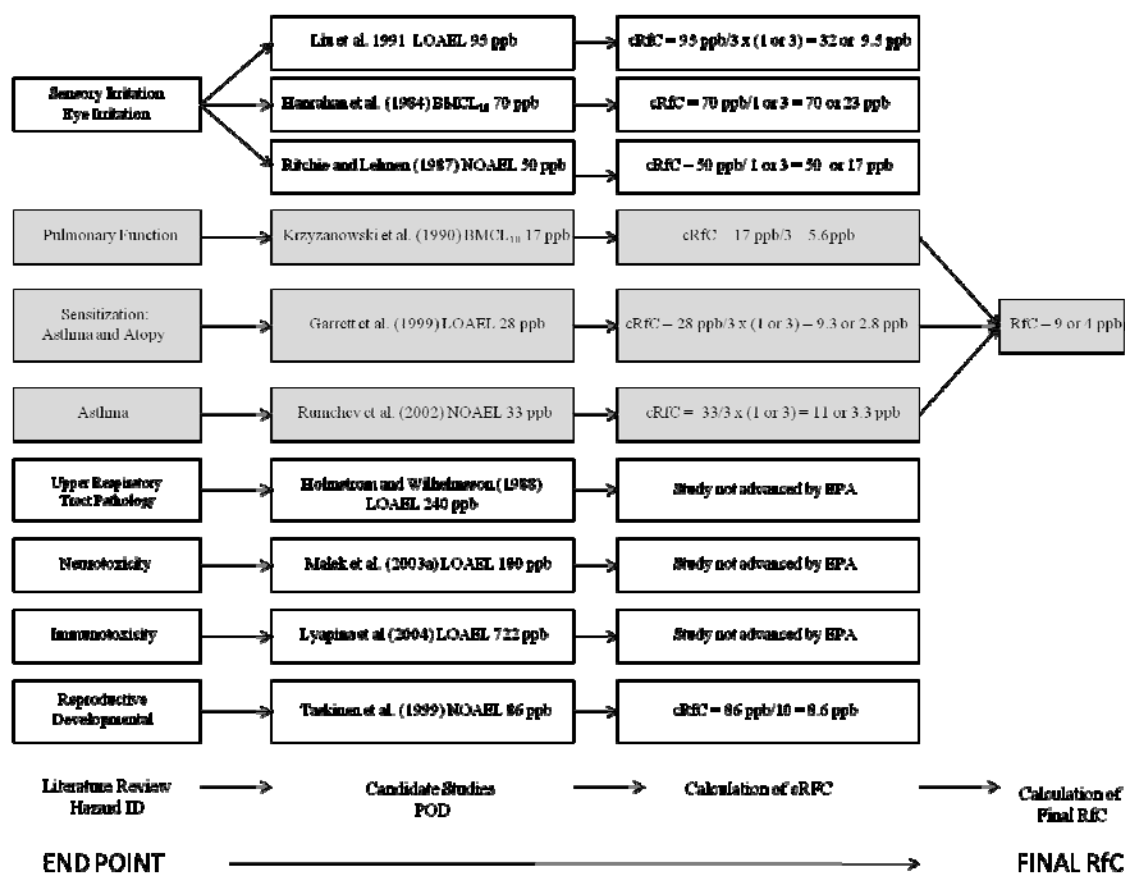 Liu et al. 1991 LOAEL 95 ppb
cRfC = 95 ppb/3 x (1 or 3) = 32 or 9.5 ppb
Sensory Irritation
Eye Irritation
Hanrahan et al. (1984) BMCL₁₀ 70 ppb
cRfC = 70 ppb/1 or 3 = 70 or 23 ppb
Ritchie and Lehnen (1987) NOAEL 50 ppb
cRfC – 50 ppb/ 1 or 3 = 50 or 17 ppb
Pulmonary Function
Krzyzanowski et al. (1990) BMCL₁₀ 17 ppb
cRfC – 17 ppb/3 – 5.6ppb
Sensitization:
Asthma and Atopy
Garrett et al. (1999) LOAEL 28 ppb
cRfC – 28 ppb/3 x (1 or 3) – 9.3 or 2.8 ppb
RfC – 9 or 4 ppb
Asthma
Rumchev et al. (2002) NOAEL 33 ppb
cRfC = 33/3 x (1 or 3) = 11 or 3.3 ppb
Upper Respiratory
Tract Pathology
Holmstrom and Wilhelmsson (1988)
LOAEL 240 ppb
Study not advanced by EPA
Neurotoxicity
Malek et al. (2003a) LOAEL 100 ppb
Study not advanced by EPA
Immunotoxicity
Lyapina et al (2004) LOAEL 722 ppb
Study not advanced by EPA
Reproductive
Developmental
Taskinen et al. (1999) NOAEL 86 ppb
cRfC = 86 ppb/10 = 8.6 ppb
Literature Review
Hazard ID
Candidate Studies
POD
Calculation of cRFC
Calculation of
Final RfC
END POINT
FINAL RfC